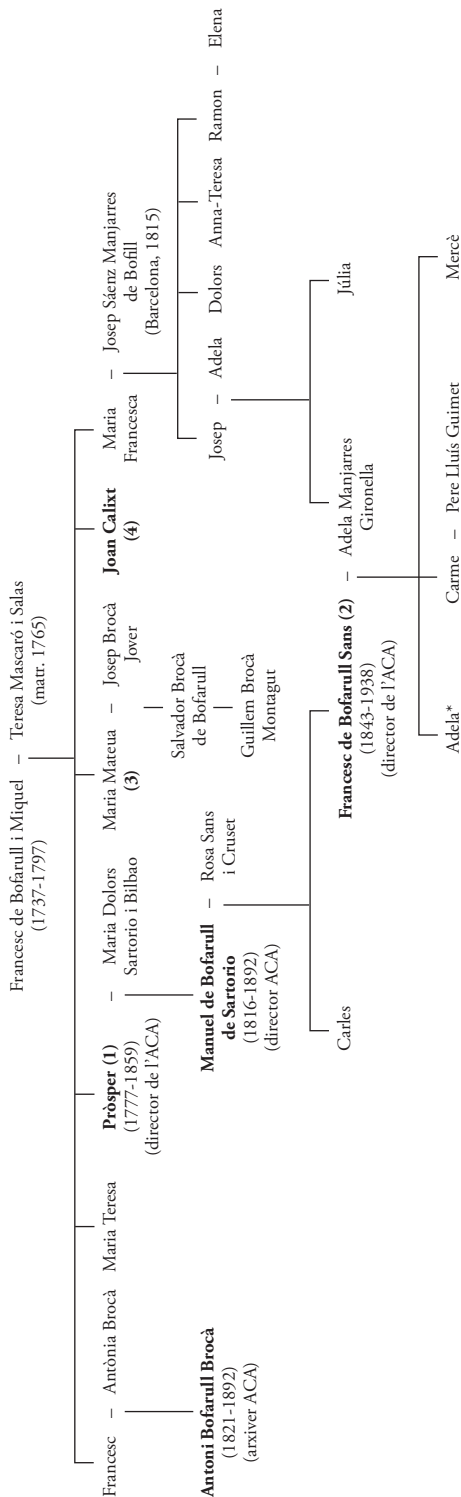 Francesc de Bofarull i Miquel – Teresa Mascaró i Salas
(1737-1797) (matr. 1765)
Francesc – Antònia Brocà Maria Teresa Pròsper (1) – Maria Dolors Maria Mateua – Josep Brocà Joan Calixt Maria – Josep Sáenz Manjarres
(1777-1859) Sartorio i Bilbao (3) Jover (4) Francesca de Bofill
(director de l'ACA) (Barcelona, 1815)
Antoni Bofarull Brocà
(1821-1892)
(arxiver ACA)
Manuel de Bofarull – Rosa Sans
de Sartorio i Cruset
(1816-1892)
(director ACA)
Salvador Brocà
de Bofarull
Guillem Brocà
Montagut
Josep – Adela Dolors Anna-Teresa Ramon – Elena
Carles
Francesc de Bofarull Sans (2) – Adela Manjarres
(1843-1938) Gironella
(director de l'ACA)
Júlia
Adela* Carme – Pere Lluís Guimet Mercè